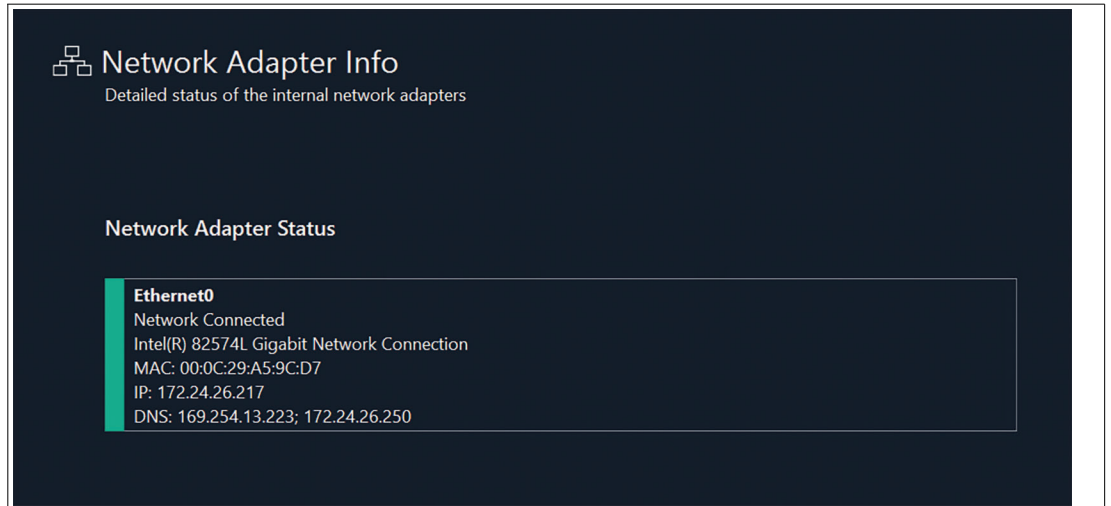 Network Adapter Info
Detailed status of the internal network adapters
Network Adapter Status
Ethernet0
Network Connected
Intel(R) 82574L Gigabit Network Connection
MAC: 00:0C:29:A5:9C:D7
IP: 172.24.26.217
DNS: 169.254.13.223; 172.24.26.250